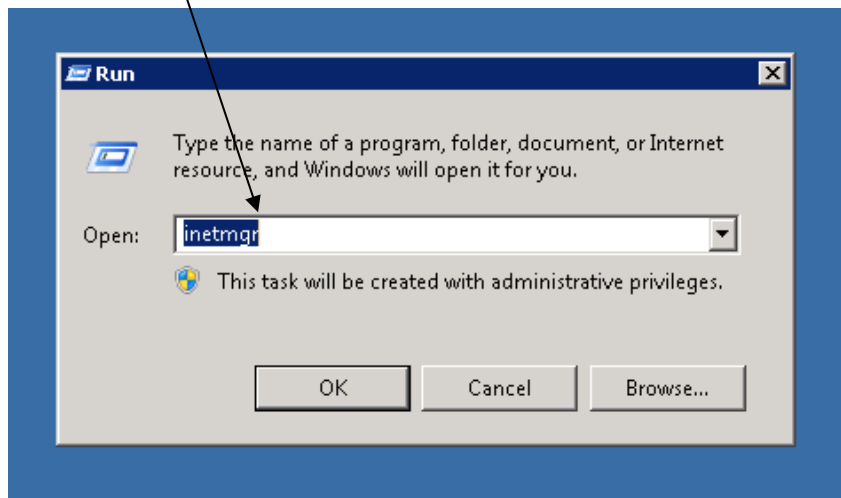 Run
Type the name of a program, folder, document, or Internet
resource, and Windows will open it for you.
Open: inetmgr
This task will be created with administrative privileges.
OK Cancel Browse...